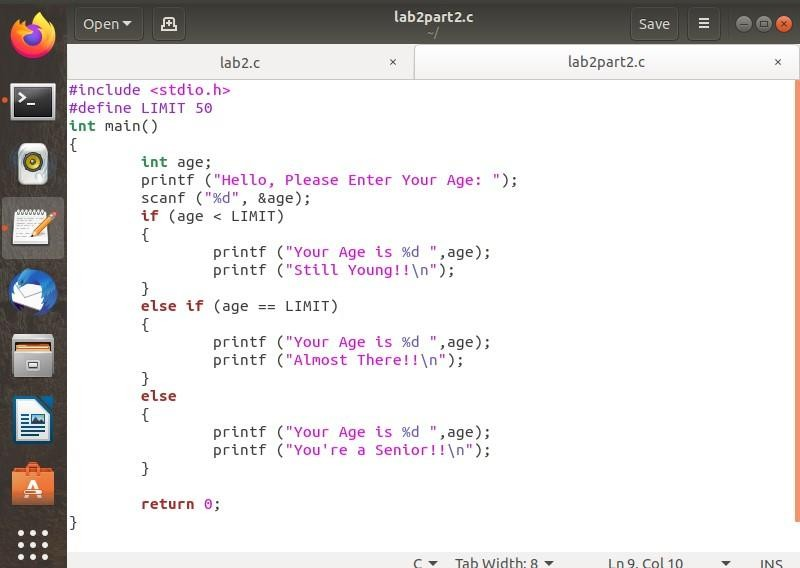 Open
lab2part2.c
~/
Save
lab2.c
×
lab2part2.c
×
#include <stdio.h>
#define LIMIT 50
int main()
{
        int age;
        printf ("Hello, Please Enter Your Age: ");
        scanf ("%d", &age);
        if (age < LIMIT)
        {
                printf ("Your Age is %d ",age);
                printf ("Still Young!!\n");
        }
        else if (age == LIMIT)
        {
                printf ("Your Age is %d ",age);
                printf ("Almost There!!\n");
        }
        else
        {
                printf ("Your Age is %d ",age);
                printf ("You're a Senior!!\n");
        }

        return 0;
}
C Tab Width: 8 Ln 9, Col 10 INS